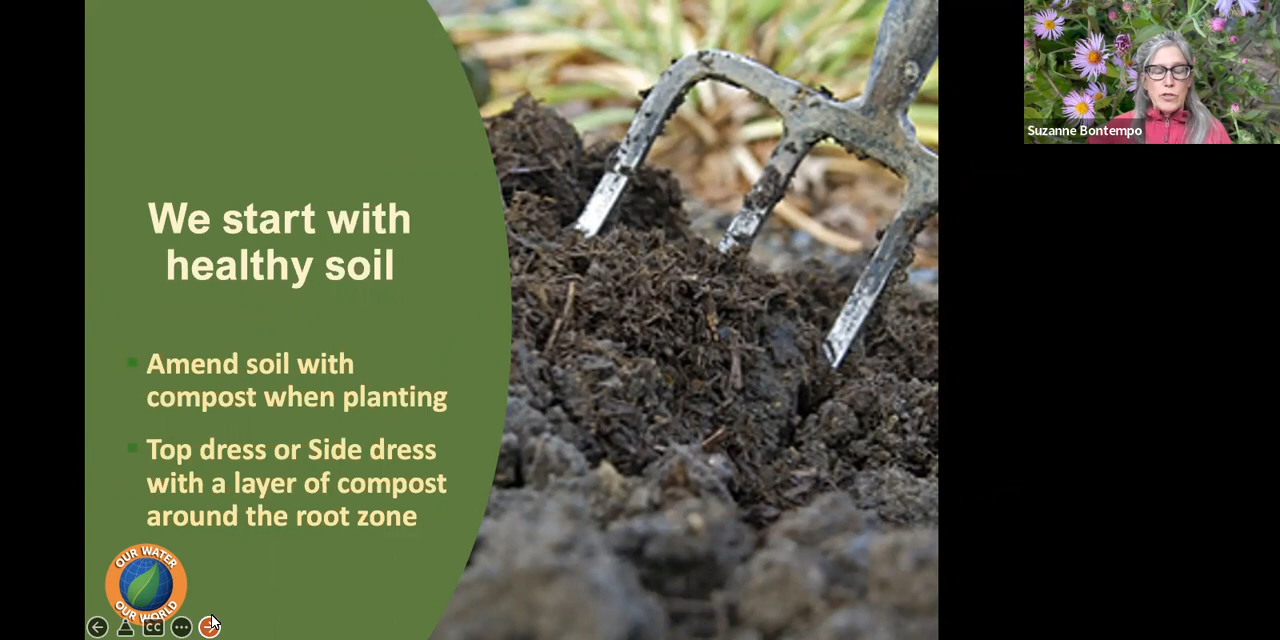 We start with
healthy soil
Amend soil with
compost when planting
Top dress or Side dress
with a layer of compost
around the root zone
OUR WATER
OUR WORLD
CC
Suzanne Bontempo